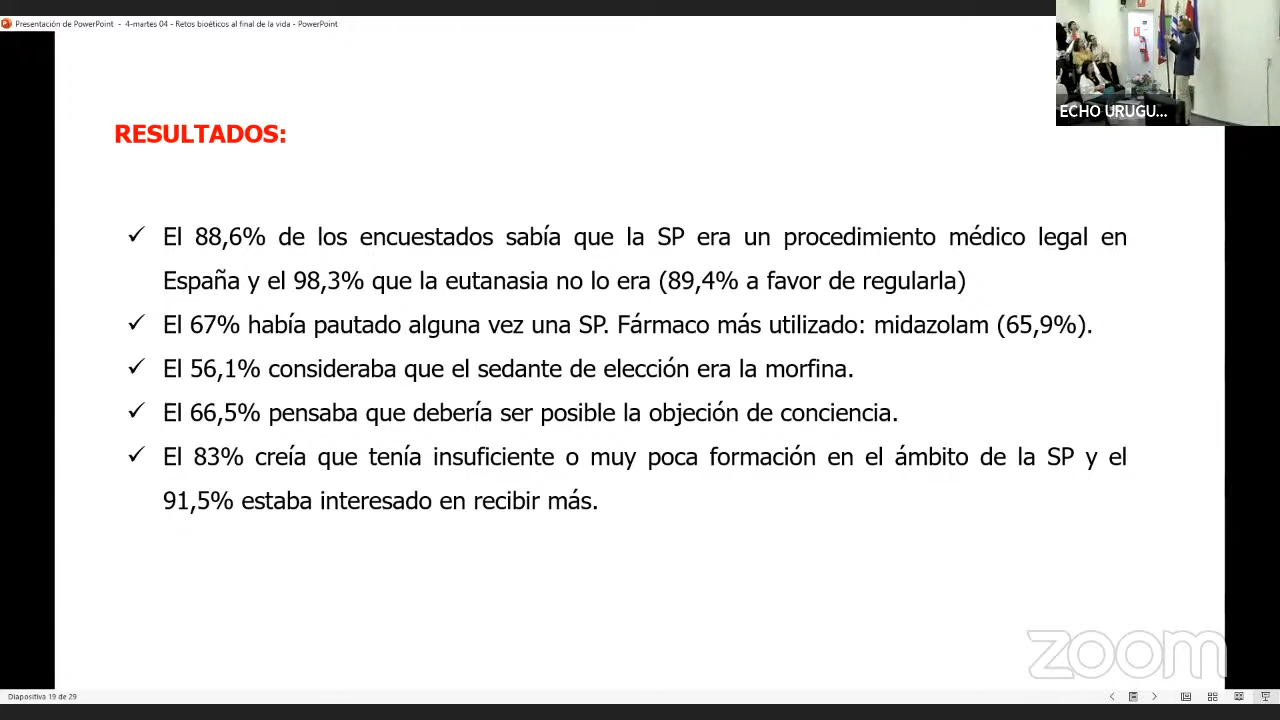 Presentación de PowerPoint - 4-martes 04 - Retos bioéticos al final de la vida - PowerPoint
ECHO URUGU...
RESULTADOS:
✓ El 88,6% de los encuestados sabía que la SP era un procedimiento médico legal en
España y el 98,3% que la eutanasia no lo era (89,4% a favor de regularla)
✓ El 67% había pautado alguna vez una SP. Fármaco más utilizado: midazolam (65,9%).
✓ El 56,1% consideraba que el sedante de elección era la morfina.
✓ El 66,5% pensaba que debería ser posible la objeción de conciencia.
✓ El 83% creía que tenía insuficiente o muy poca formación en el ámbito de la SP y el
91,5% estaba interesado en recibir más.
zoom
Diapositiva 19 de 29